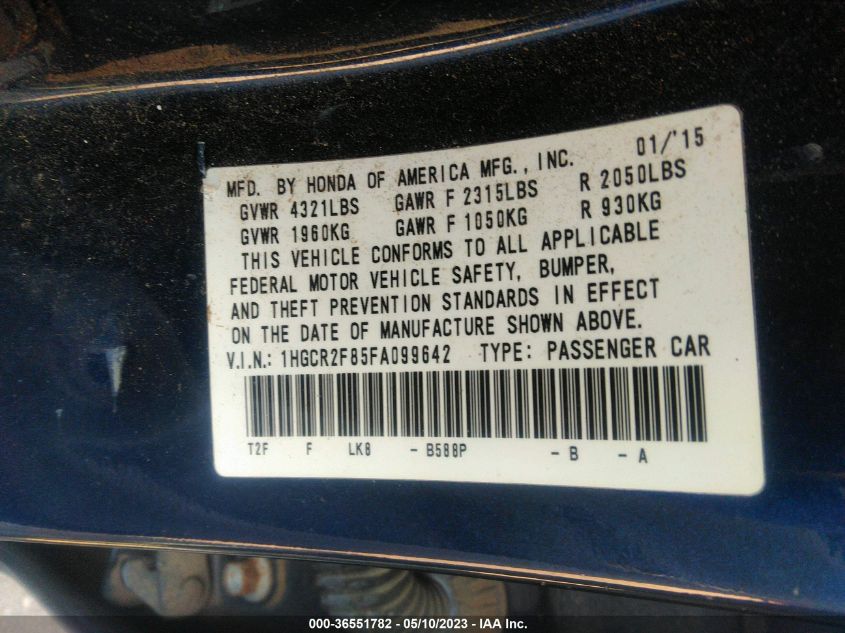 01/'15
MFD. BY HONDA OF AMERICA MFG., INC.
GVWR 4321LBS GAWR F 2315LBS R 2050LBS
GVWR 1960KG GAWR F 1050KG R 930KG
THIS VEHICLE CONFORMS TO ALL APPLICABLE
FEDERAL MOTOR VEHICLE SAFETY, BUMPER,
AND THEFT PREVENTION STANDARDS IN EFFECT
ON THE DATE OF MANUFACTURE SHOWN ABOVE.
V.I.N.: 1HGCR2F85FA099642 TYPE: PASSENGER CAR
T2F F LK8 - B588P - B - A
000-36551782 - 05/10/2023 - IAA Inc.